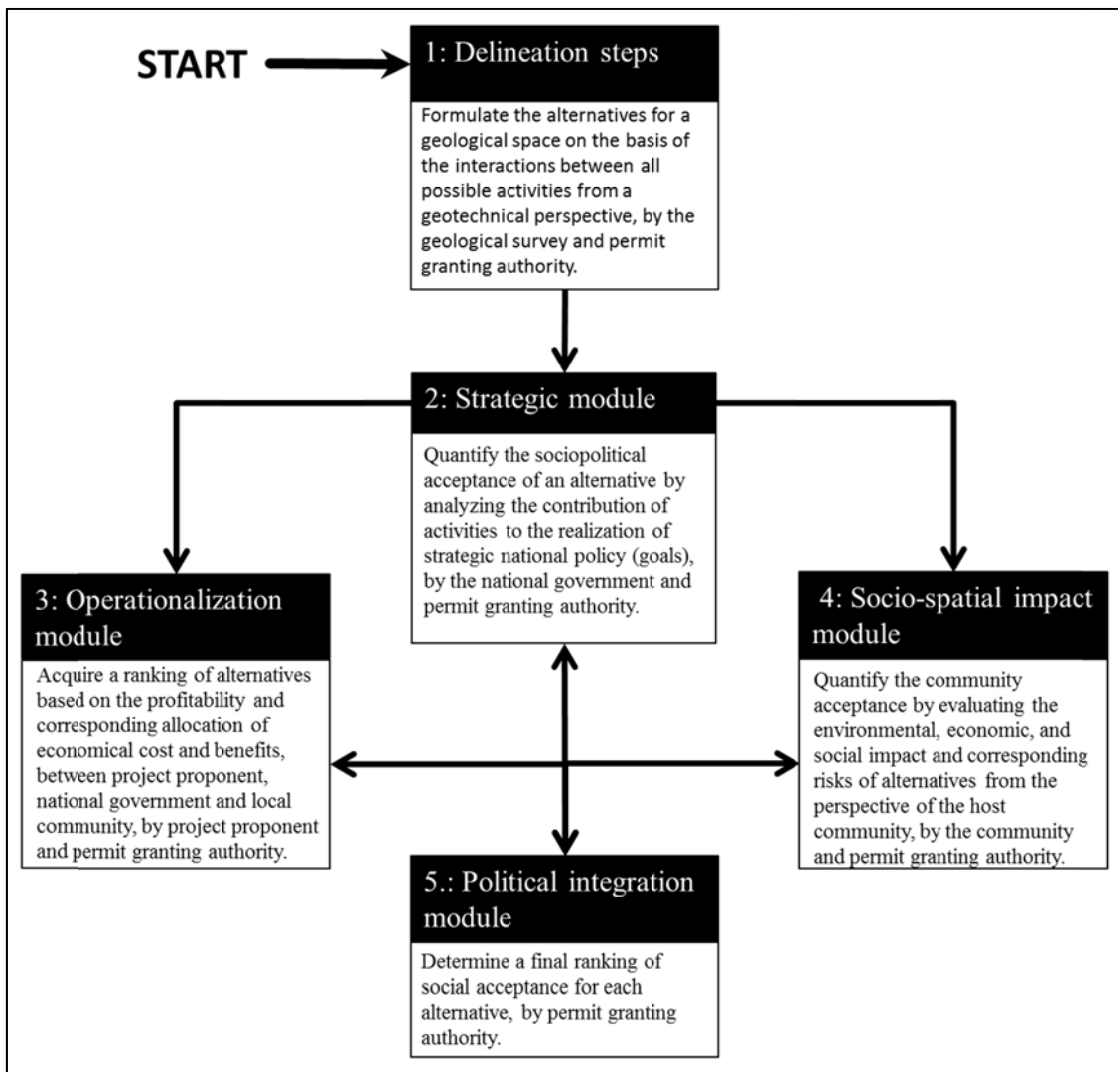 START
1: Delineation steps
Formulate the alternatives for a
geological space on the basis of
the interactions between all
possible activities from a
geotechnical perspective, by the
geological survey and permit
granting authority.
2: Strategic module
Quantify the sociopolitical
acceptance of an alternative by
analyzing the contribution of
activities to the realization of
strategic national policy (goals),
by the national government and
permit granting authority.
3: Operationalization
module
Acquire a ranking of alternatives
based on the profitability and
corresponding allocation of
economical cost and benefits,
between project proponent,
national government and local
community, by project proponent
and permit granting authority.
4: Socio-spatial impact
module
Quantify the community
acceptance by evaluating the
environmental, economic, and
social impact and corresponding
risks of alternatives from the
perspective of the host
community, by the community
and permit granting authority.
5.: Political integration
module
Determine a final ranking of
social acceptance for each
alternative, by permit granting
authority.